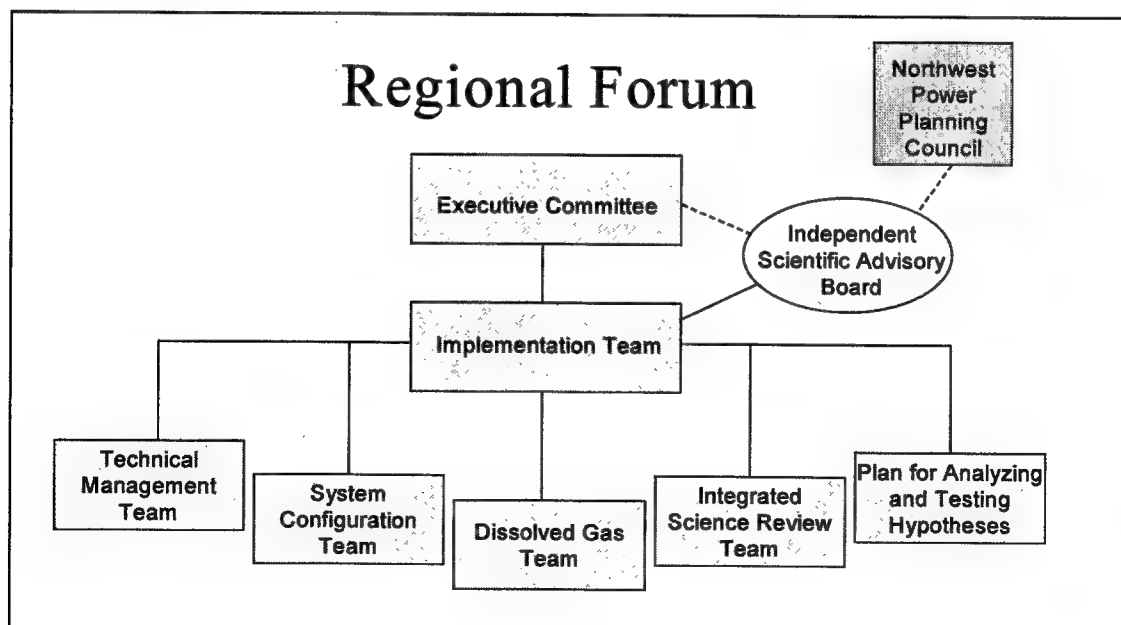 Regional Forum
Northwest
Power
Planning
Council
Executive Committee
Independent
Scientific Advisory
Board
Implementation Team
Technical
Management
Team
System
Configuration
Team
Dissolved Gas
Team
Integrated
Science Review
Team
Plan for Analyzing
and Testing
Hypotheses